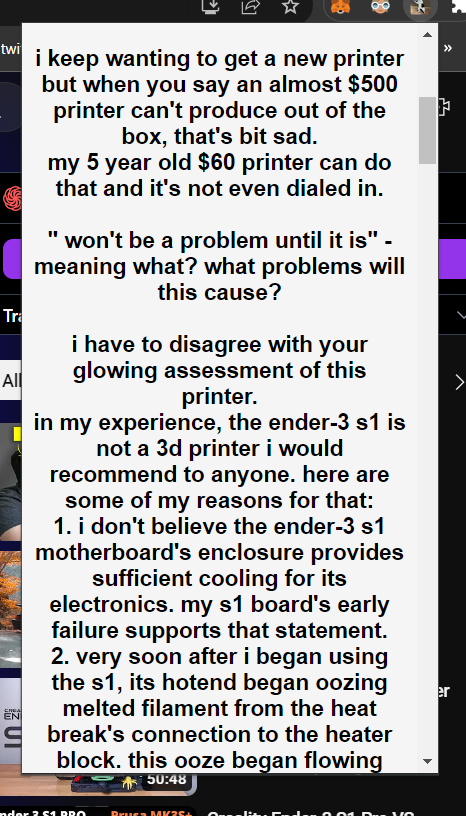 twi
»
i keep wanting to get a new printer
but when you say an almost $500
printer can't produce out of the
box, that's bit sad.
my 5 year old $60 printer can do
that and it's not even dialed in.
" won't be a problem until it is" -
meaning what? what problems will
this cause?
Tra
i have to disagree with your
glowing assessment of this
printer.
All
in my experience, the ender-3 s1 is
not a 3d printer i would
recommend to anyone. here are
some of my reasons for that:
1. i don't believe the ender-3 s1
motherboard's enclosure provides
sufficient cooling for its
electronics. my s1 board's early
failure supports that statement.
2. very soon after i began using
the s1, its hotend began oozing
er
melted filament from the heat
break's connection to the heater
block. this ooze began flowing
50:48
nder 3 S1 PRO
Prusa MK3S+
Creality Ender 3 S1 Pro VS